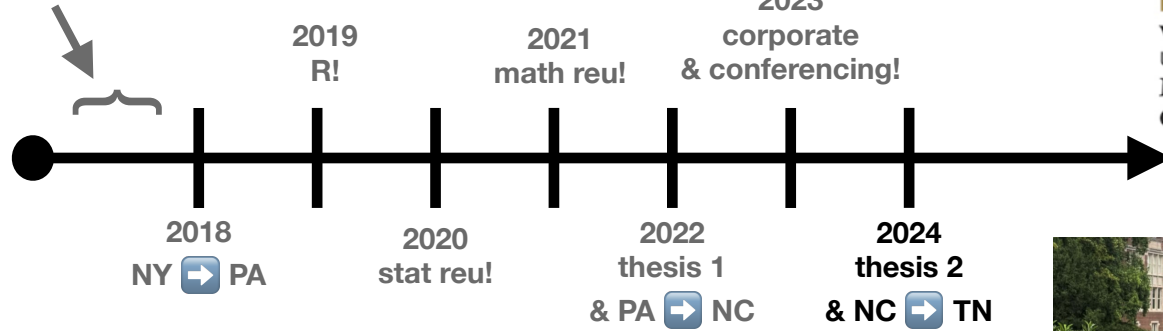 2023
2019
R!
2021
math reu!
corporate
& conferencing!
2018
NY ➡️ PA
2020
stat reu!
2022
thesis 1
& PA ➡️ NC
2024
thesis 2
& NC ➡️ TN